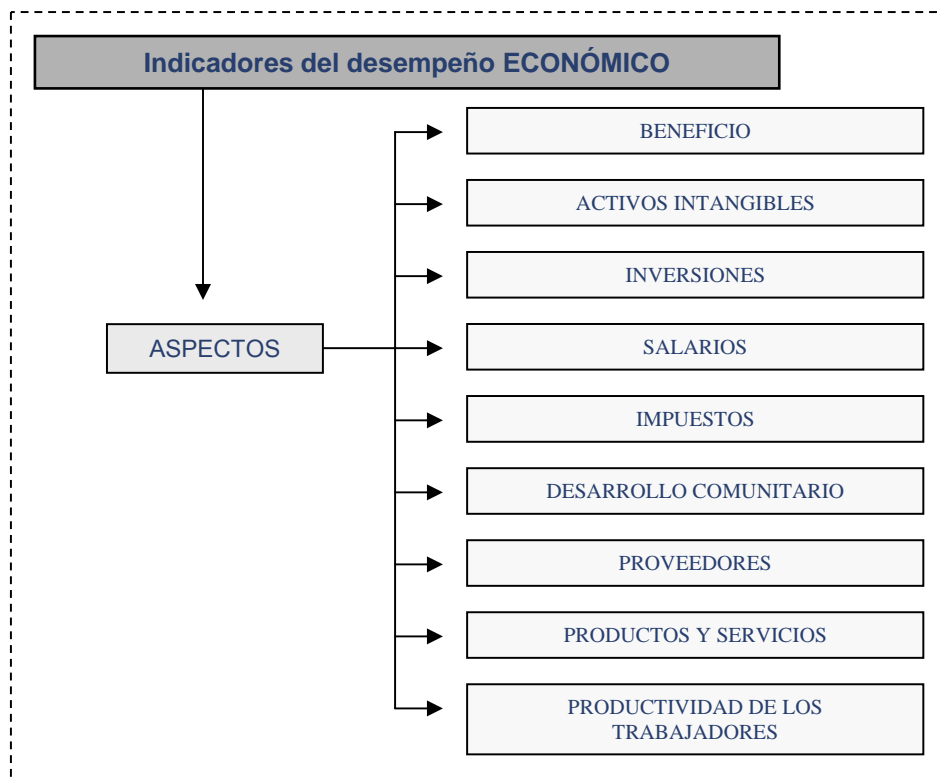 Indicadores del desempeño ECONÓMICO
BENEFICIO
ACTIVOS INTANGIBLES
INVERSIONES
ASPECTOS
SALARIOS
IMPUESTOS
DESARROLLO COMUNITARIO
PROVEEDORES
PRODUCTOS Y SERVICIOS
PRODUCTIVIDAD DE LOS
TRABAJADORES